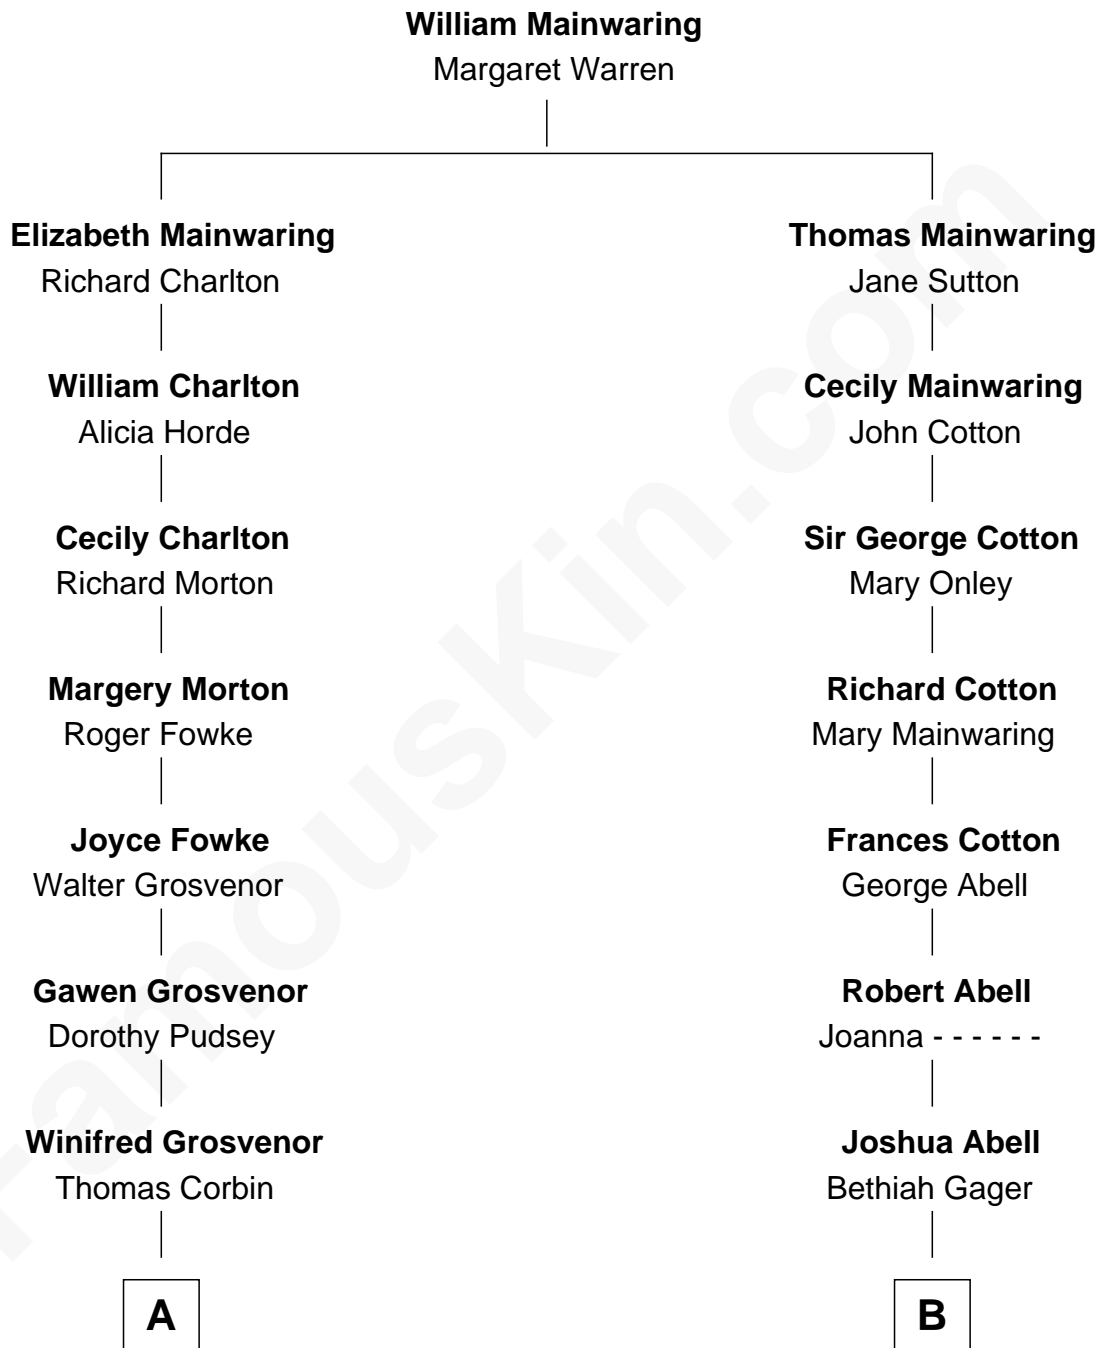 William Mainwaring
Margaret Warren
Elizabeth Mainwaring
Richard Charlton
Thomas Mainwaring
Jane Sutton
William Charlton
Alicia Horde
Cecily Mainwaring
John Cotton
Cecily Charlton
Richard Morton
Sir George Cotton
Mary Onley
Margery Morton
Roger Fowke
Richard Cotton
Mary Mainwaring
Joyce Fowke
Walter Grosvenor
Frances Cotton
George Abell
Gawen Grosvenor
Dorothy Pudsey
Robert Abell
Joanna - - - - - -
Winifred Grosvenor
Thomas Corbin
Joshua Abell
Bethiah Gager
A
B
FamousKin.com